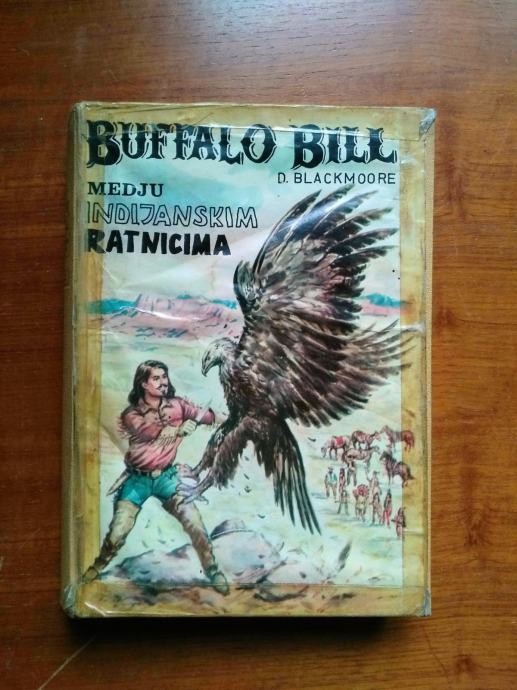 BUFFALO BILL
D. BLACKMOORE
MEDJU
INDIJANSKIM
RATNICIMA